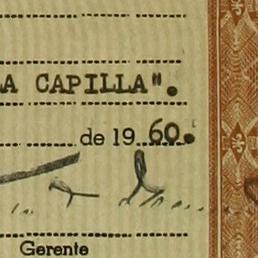 A CAPILLA".
de 19 60.
Gerente